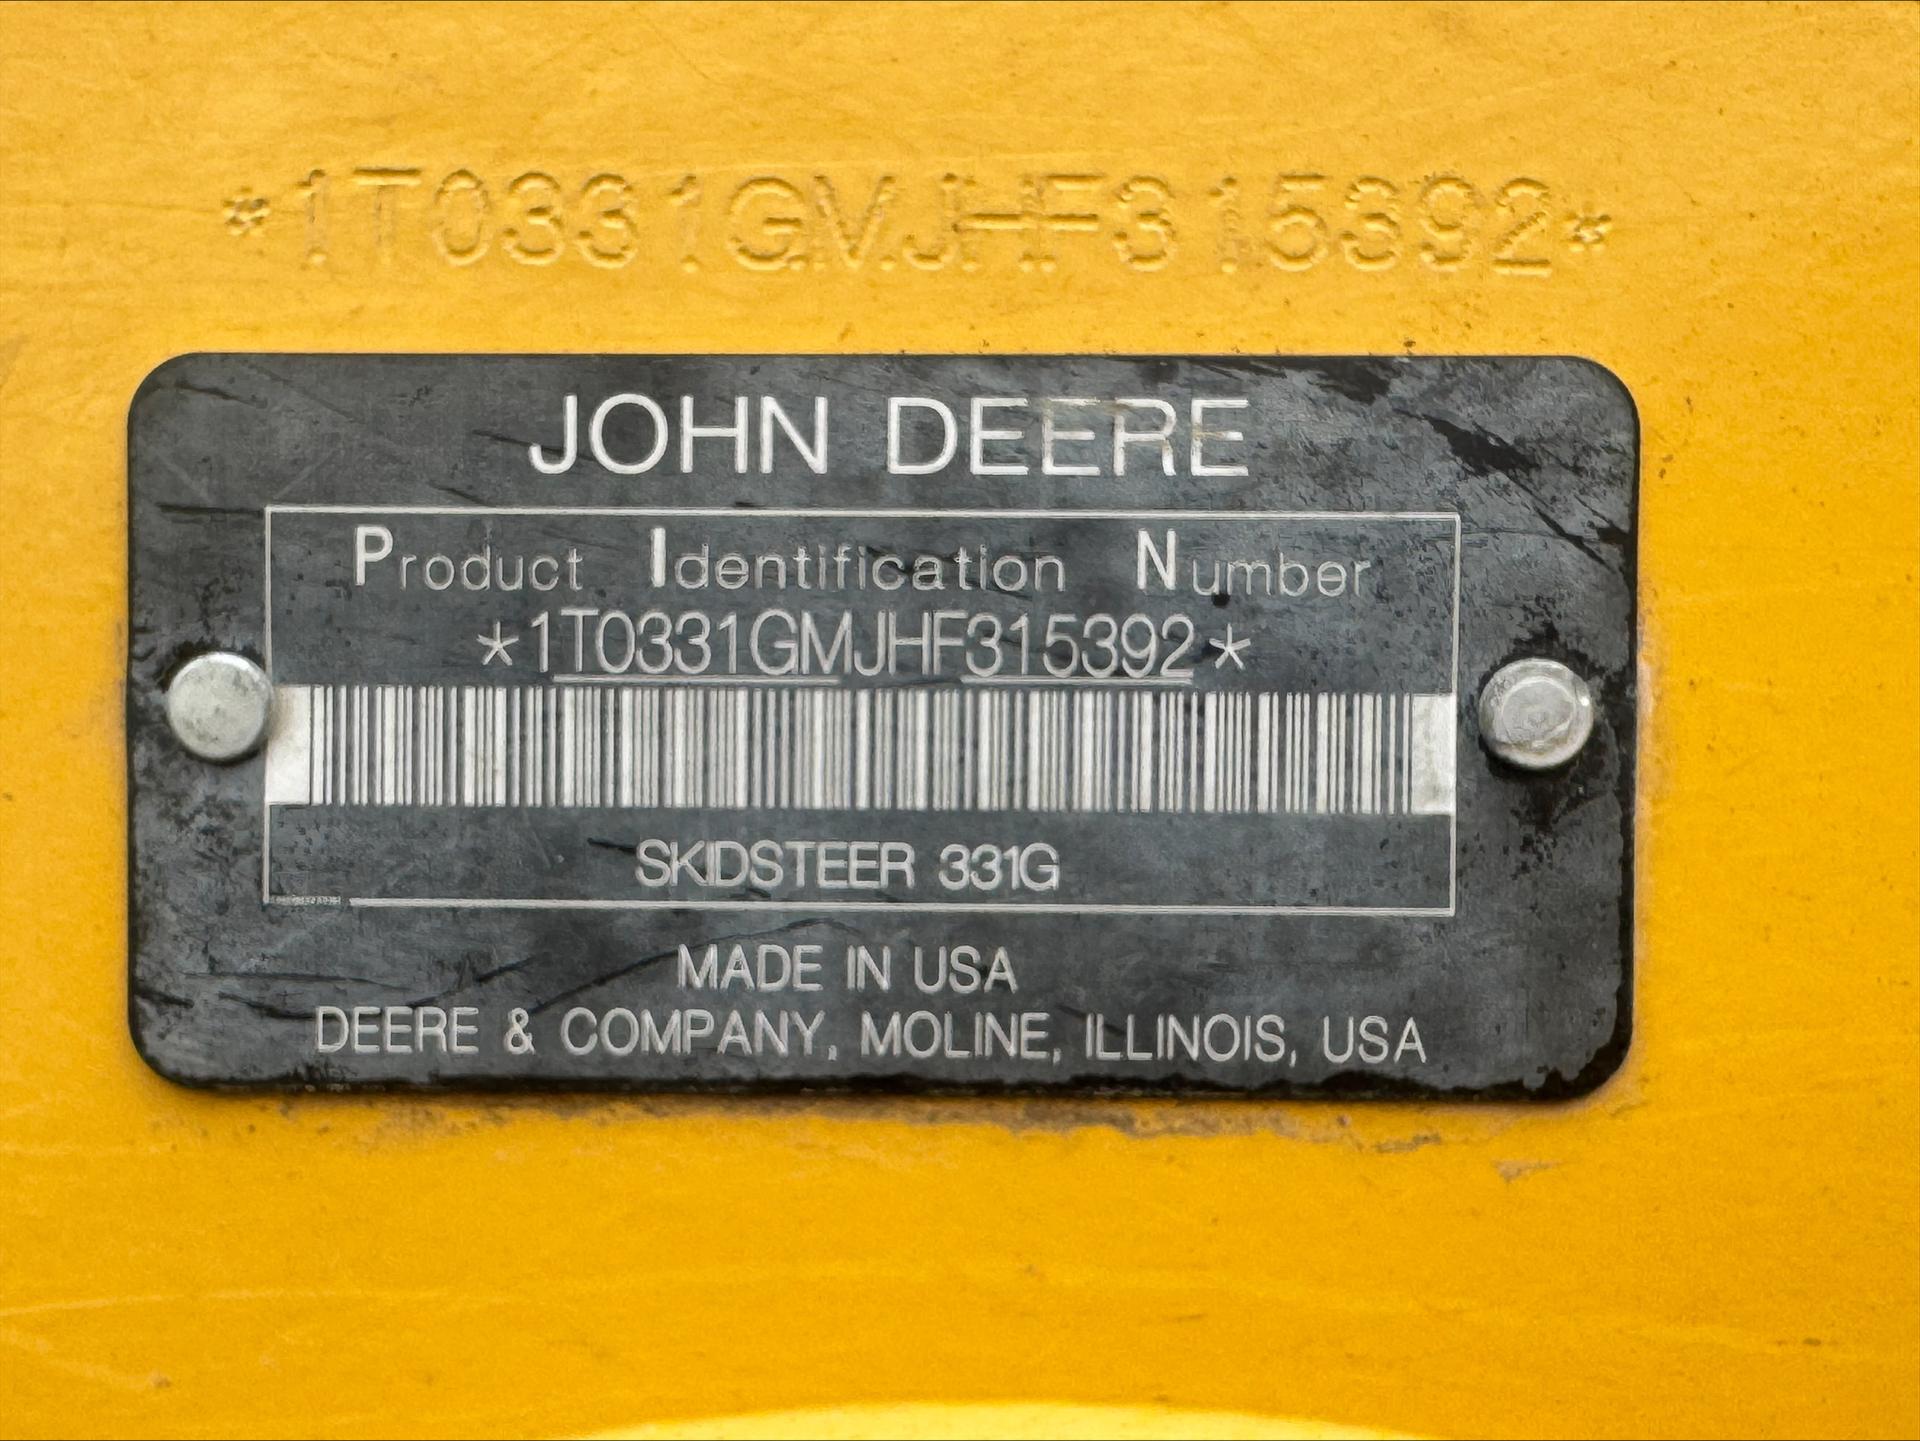 *1T0331GMJHF315392*
JOHN DEERE
Product Identification Number
*1T0331GMJHF315392*
SKIDSTEER 331G
MADE IN USA
DEERE & COMPANY, MOLINE, ILLINOIS, USA